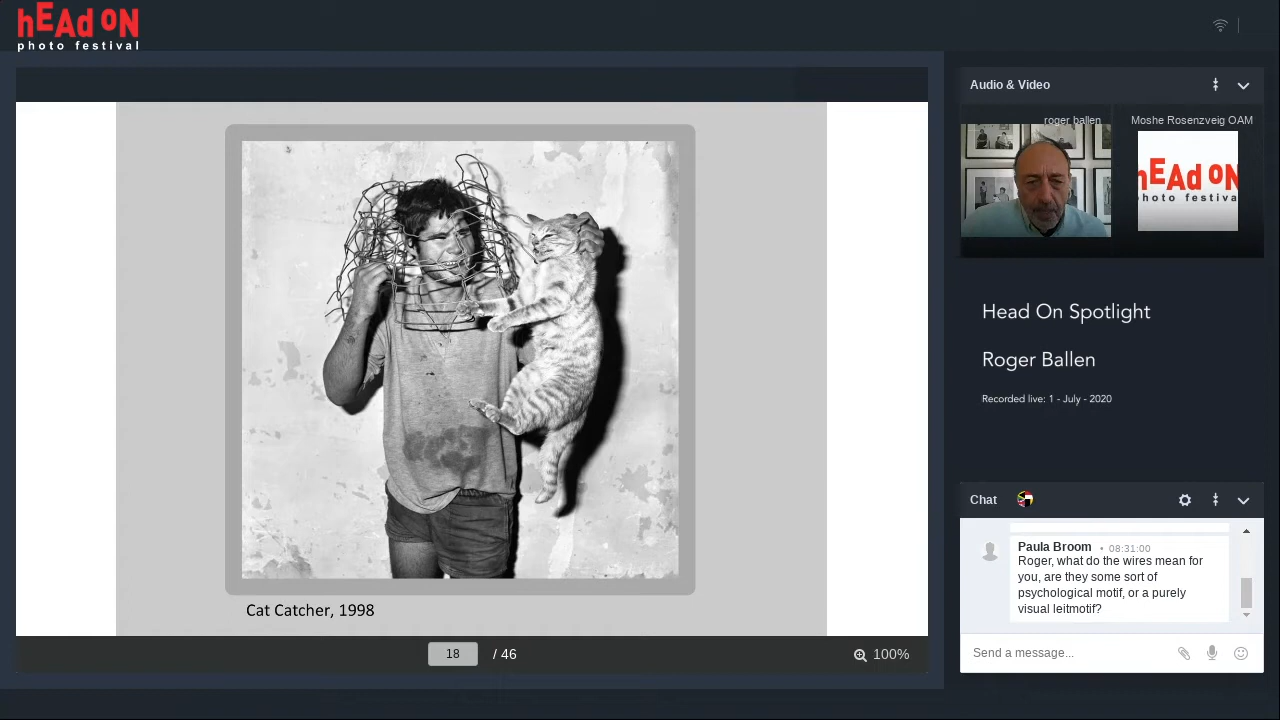 hEAd ON
photo festival
Audio & Video
roger ballen
Moshe Rosenzveig OAM
hEAd ON
photo festiva
Head On Spotlight
Roger Ballen
Recorded live: 1 - July - 2020
Cat Catcher, 1998
18 / 46
100%
Chat
Paula Broom • 08:31:00
Roger, what do the wires mean for
you, are they some sort of
psychological motif, or a purely
visual leitmotif?
Send a message...